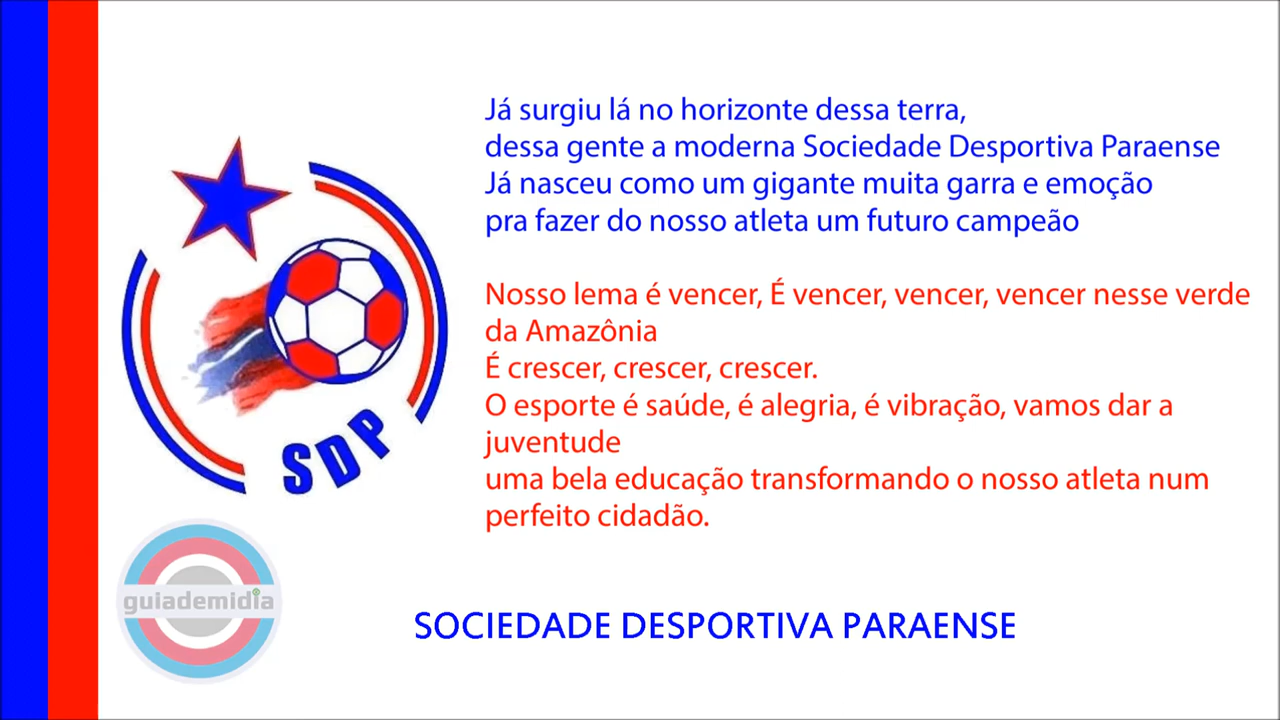 Já surgiu lá no horizonte dessa terra,
dessa gente a moderna Sociedade Desportiva Paraense
Já nasceu como um gigante muita garra e emoção
pra fazer do nosso atleta um futuro campeão
Nosso lema é vencer, É vencer, vencer, vencer nesse verde
da Amazônia
É crescer, crescer, crescer.
O esporte é saúde, é alegria, é vibração, vamos dar a
juventude
uma bela educação transformando o nosso atleta num
perfeito cidadão.
SDP
guiademidia
SOCIEDADE DESPORTIVA PARAENSE